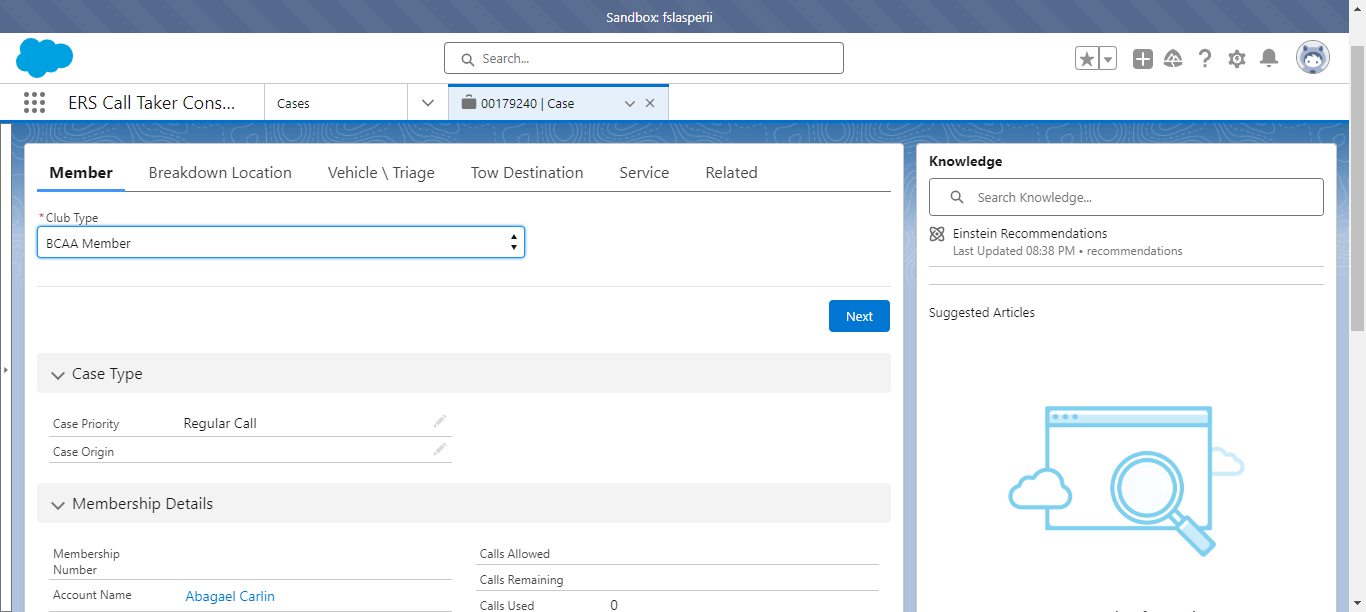 Sandbox: fslasperii
Search...
ERS Call Taker Cons...
Cases
00179240 | Case
Member
Breakdown Location
Vehicle \ Triage
Tow Destination
Service
Related
*Club Type
BCAA Member
Next
Case Type
Case Priority
Regular Call
Case Origin
Membership Details
Membership
Number
Account Name
Abagael Carlin
Calls Allowed
Calls Remaining
Calls Used
0
Knowledge
Search Knowledge...
Einstein Recommendations
Last Updated 08:38 PM • recommendations
Suggested Articles